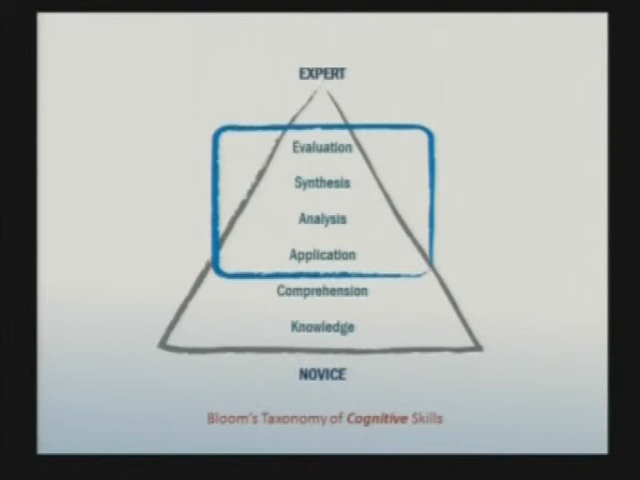 EXPERT
Evaluation
Synthesis
Analysis
Application
Comprehension
Knowledge
NOVICE
Bloom's Taxonomy of Cognitive Skills